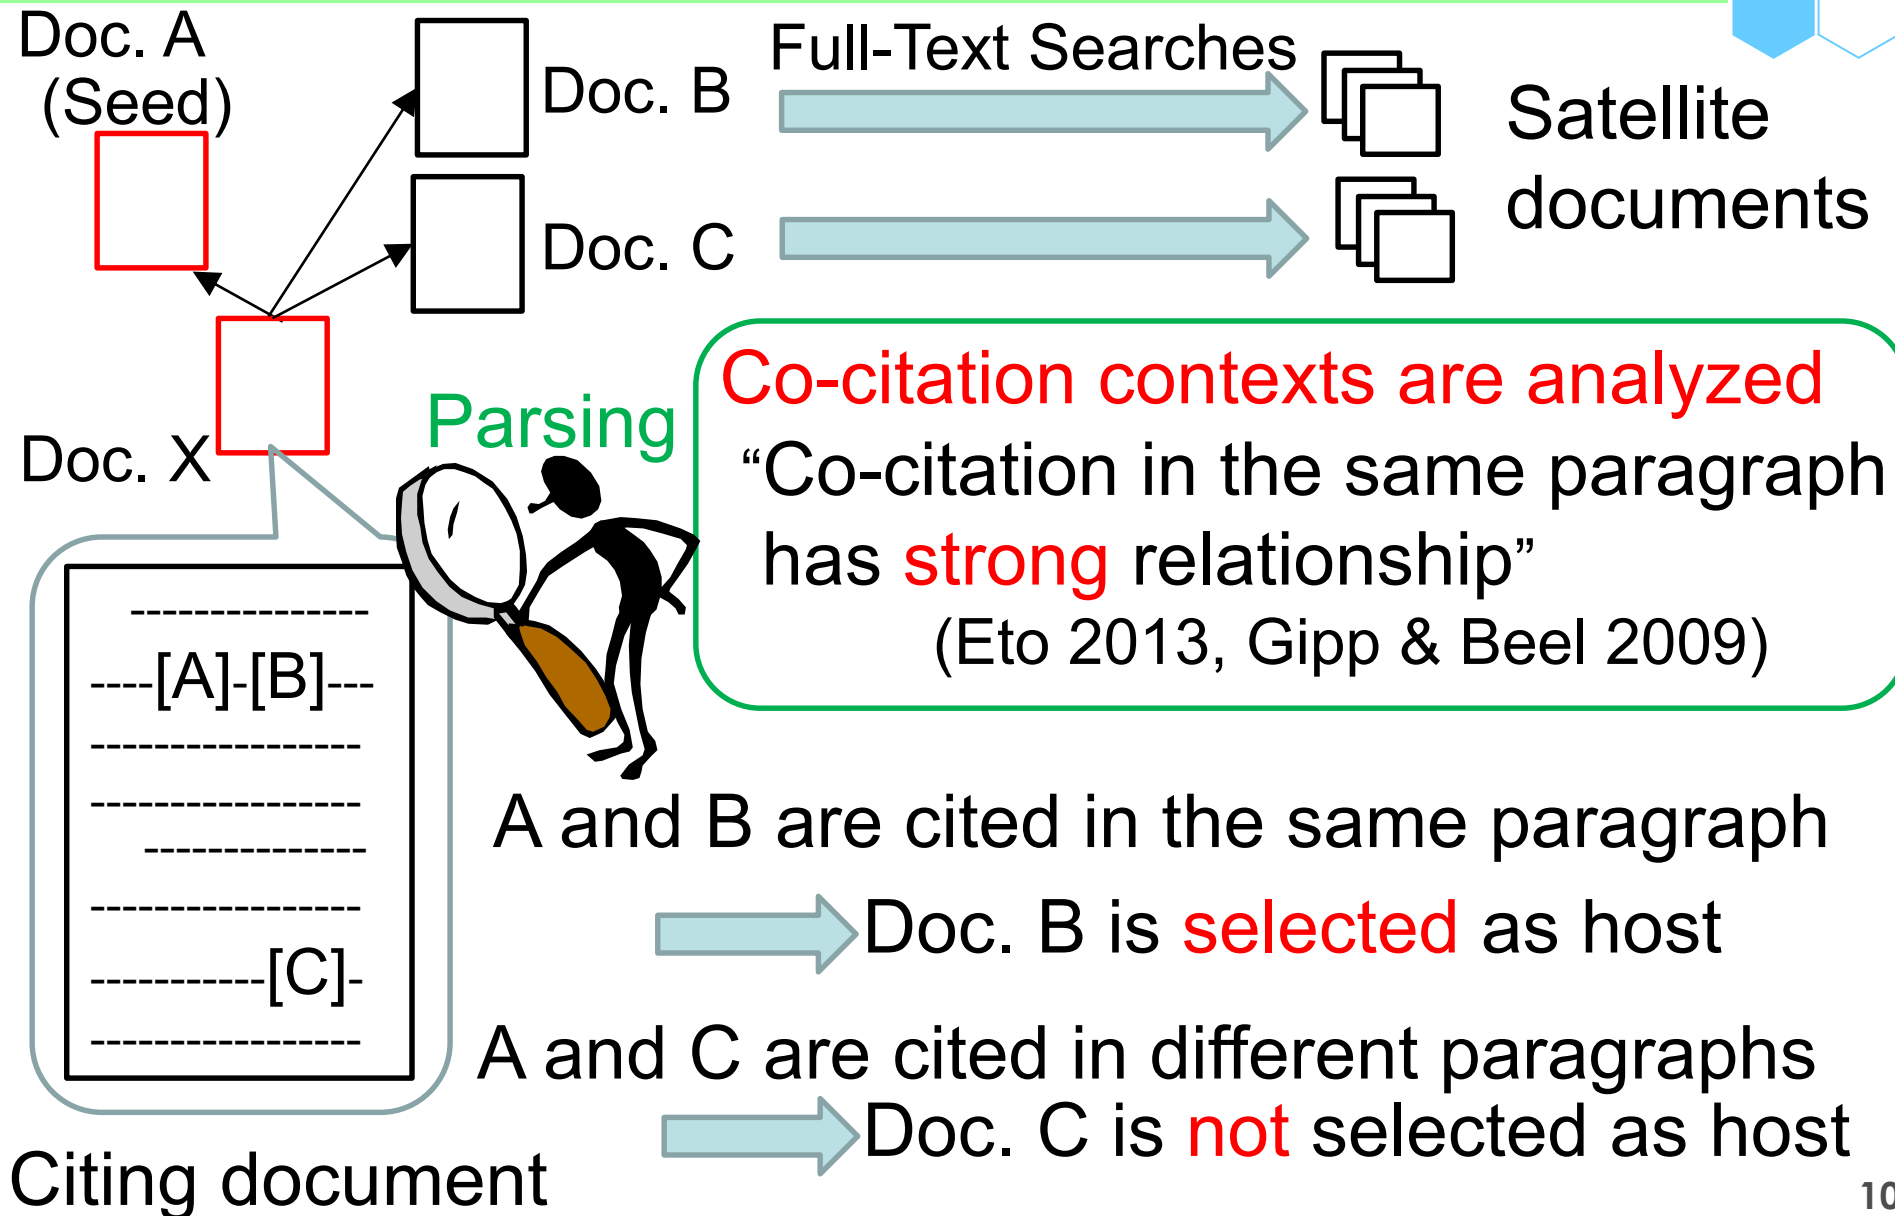 Doc. A
(Seed)
Doc. B
Full-Text Searches
Satellite
documents
Doc. C
Doc. X
Parsing
Co-citation contexts are analyzed
“Co-citation in the same paragraph
has strong relationship”
(Eto 2013, Gipp & Beel 2009)
---------------
----[A]-[B]---
-----------------
-----------------
--------------
-----------------
-----------[C]-
-----------------
A and B are cited in the same paragraph
Doc. B is selected as host
A and C are cited in different paragraphs
Doc. C is not selected as host
Citing document
10